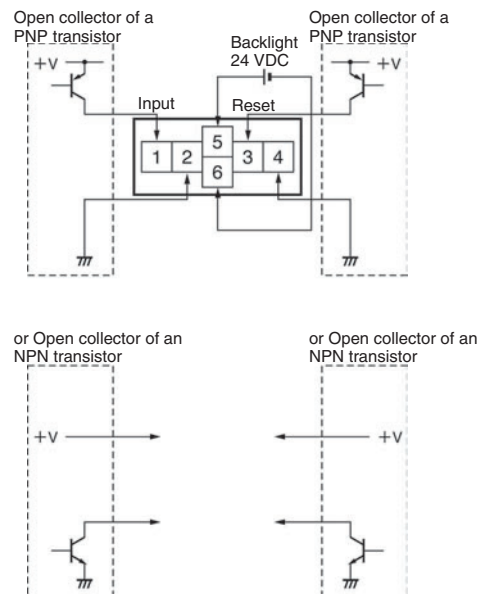 Open collector of a
PNP transistor
Open collector of a
PNP transistor
Backlight
24 VDC
+V
+V
Input
Reset
5
1 2 3 4
6
or Open collector of an
NPN transistor
or Open collector of an
NPN transistor
+V
+V